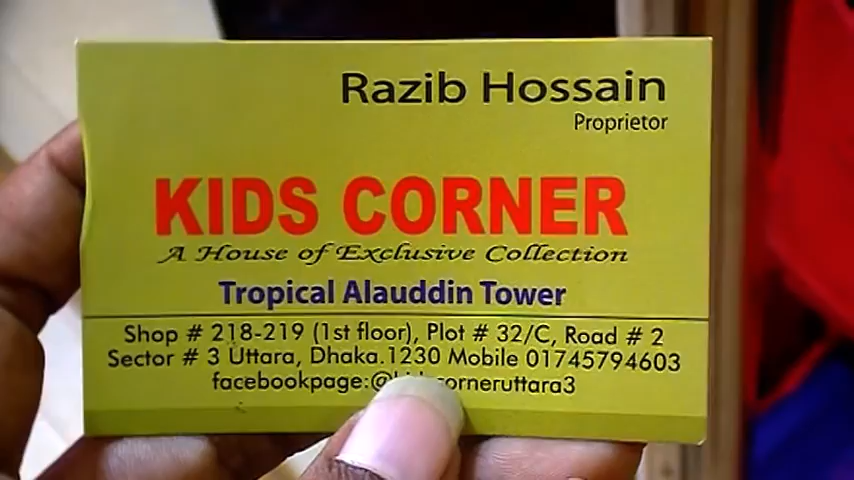 Razib Hossain
Proprietor
KIDS CORNER
A House of Exclusive Collection
Tropical Alauddin Tower
Shop # 218-219 (1st floor), Plot # 32/C, Road # 2
Sector # 3 Uttara, Dhaka.1230 Mobile 01745794603
facebookpage:@kidscorneruttara3